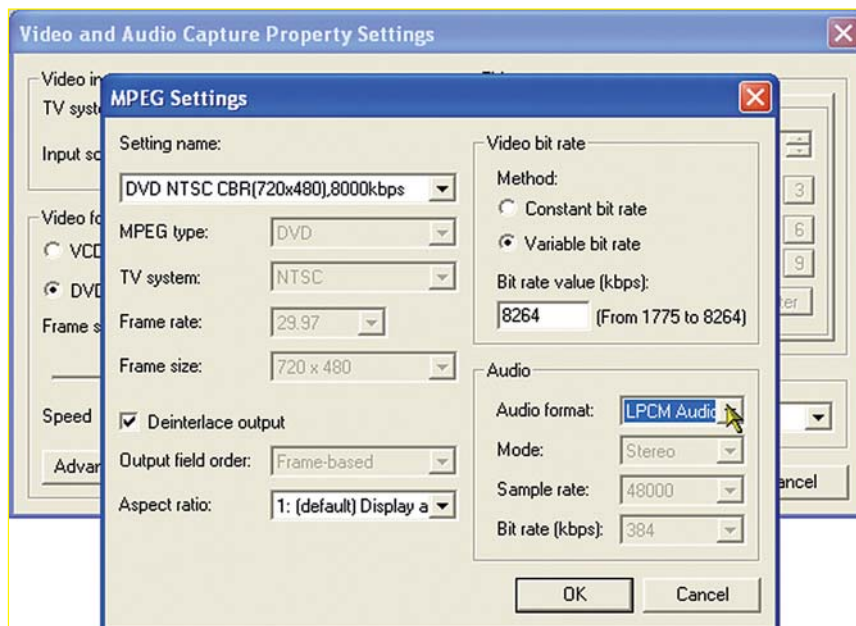 Video and Audio Capture Property Settings
Video in
TV syst
Input so
Video fo
VCD
DVD
Frame s
Speed
Advan
3
6
9
ter
ancel
MPEG Settings
Setting name:
DVD NTSC CBR(720x480),8000kbps
MPEG type:
DVD
TV system:
NTSC
Frame rate:
29.97
Frame size:
720 x 480
Deinterlace output
Output field order:
Frame-based
Aspect ratio:
1: (default) Display a
Video bit rate
Method:
Constant bit rate
Variable bit rate
Bit rate value (kbps):
8264 (From 1775 to 8264)
Audio
Audio format:
LPCM Audio
Mode:
Stereo
Sample rate:
48000
Bit rate (kbps):
384
OK
Cancel